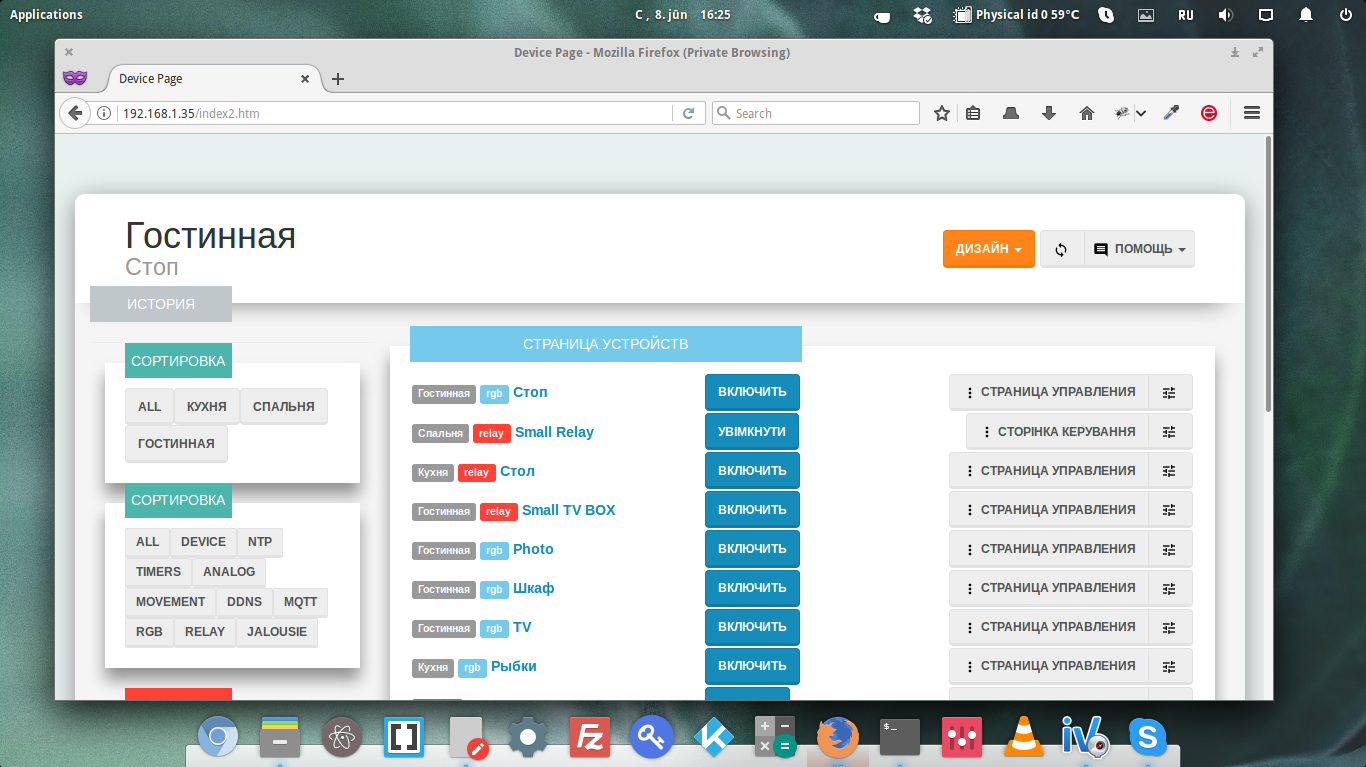 Applications
C , 8. jūn 16:25
Physical id 0 59°C
RU
Device Page - Mozilla Firefox (Private Browsing)
Device Page
192.168.1.35/index2.htm
Search
Гостинная
Стоп
ДИЗАЙН
ПОМОЩЬ
ИСТОРИЯ
СОРТИРОВКА
ALL КУХНЯ СПАЛЬНЯ
ГОСТИННАЯ
СОРТИРОВКА
ALL DEVICE NTP
TIMERS ANALOG
MOVEMENT DDNS MQTT
RGB RELAY JALOUSIE
СТРАНИЦА УСТРОЙСТВ
Гостинная rgb Стоп ВКЛЮЧИТЬ СТРАНИЦА УПРАВЛЕНИЯ
Спальня relay Small Relay УВІМКНУТИ СТОРІНКА КЕРУВАННЯ
Кухня relay Стол ВКЛЮЧИТЬ СТРАНИЦА УПРАВЛЕНИЯ
Гостинная relay Small TV BOX ВКЛЮЧИТЬ СТРАНИЦА УПРАВЛЕНИЯ
Гостинная rgb Photo ВКЛЮЧИТЬ СТРАНИЦА УПРАВЛЕНИЯ
Гостинная rgb Шкаф ВКЛЮЧИТЬ СТРАНИЦА УПРАВЛЕНИЯ
Гостинная rgb TV ВКЛЮЧИТЬ СТРАНИЦА УПРАВЛЕНИЯ
Кухня rgb Рыбки ВКЛЮЧИТЬ СТРАНИЦА УПРАВЛЕНИЯ